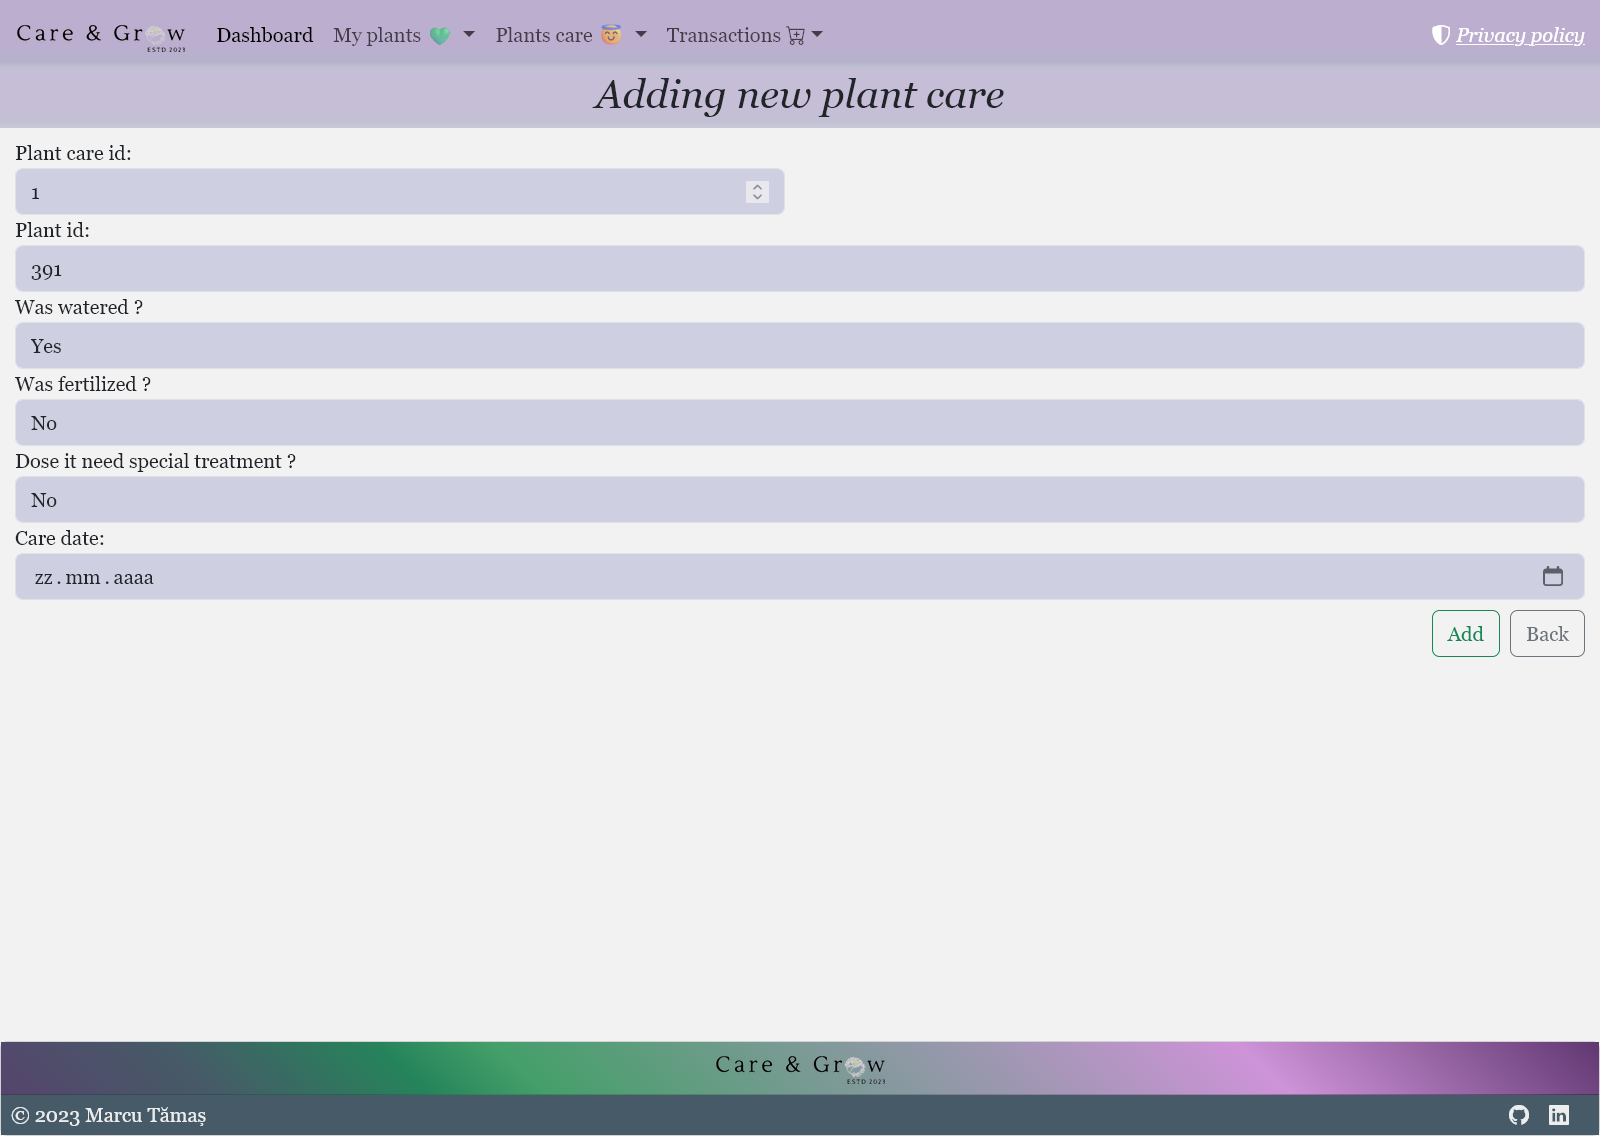 Care & Grow
ESTD 2023
Dashboard My plants Plants care Transactions Privacy policy
Adding new plant care
Plant care id:
1
Plant id:
391
Was watered ?
Yes
Was fertilized ?
No
Dose it need special treatment ?
No
Care date:
zz . mm . aaaa
Add Back
Care & Grow
ESTD 2023
© 2023 Marcu Tămaș
in